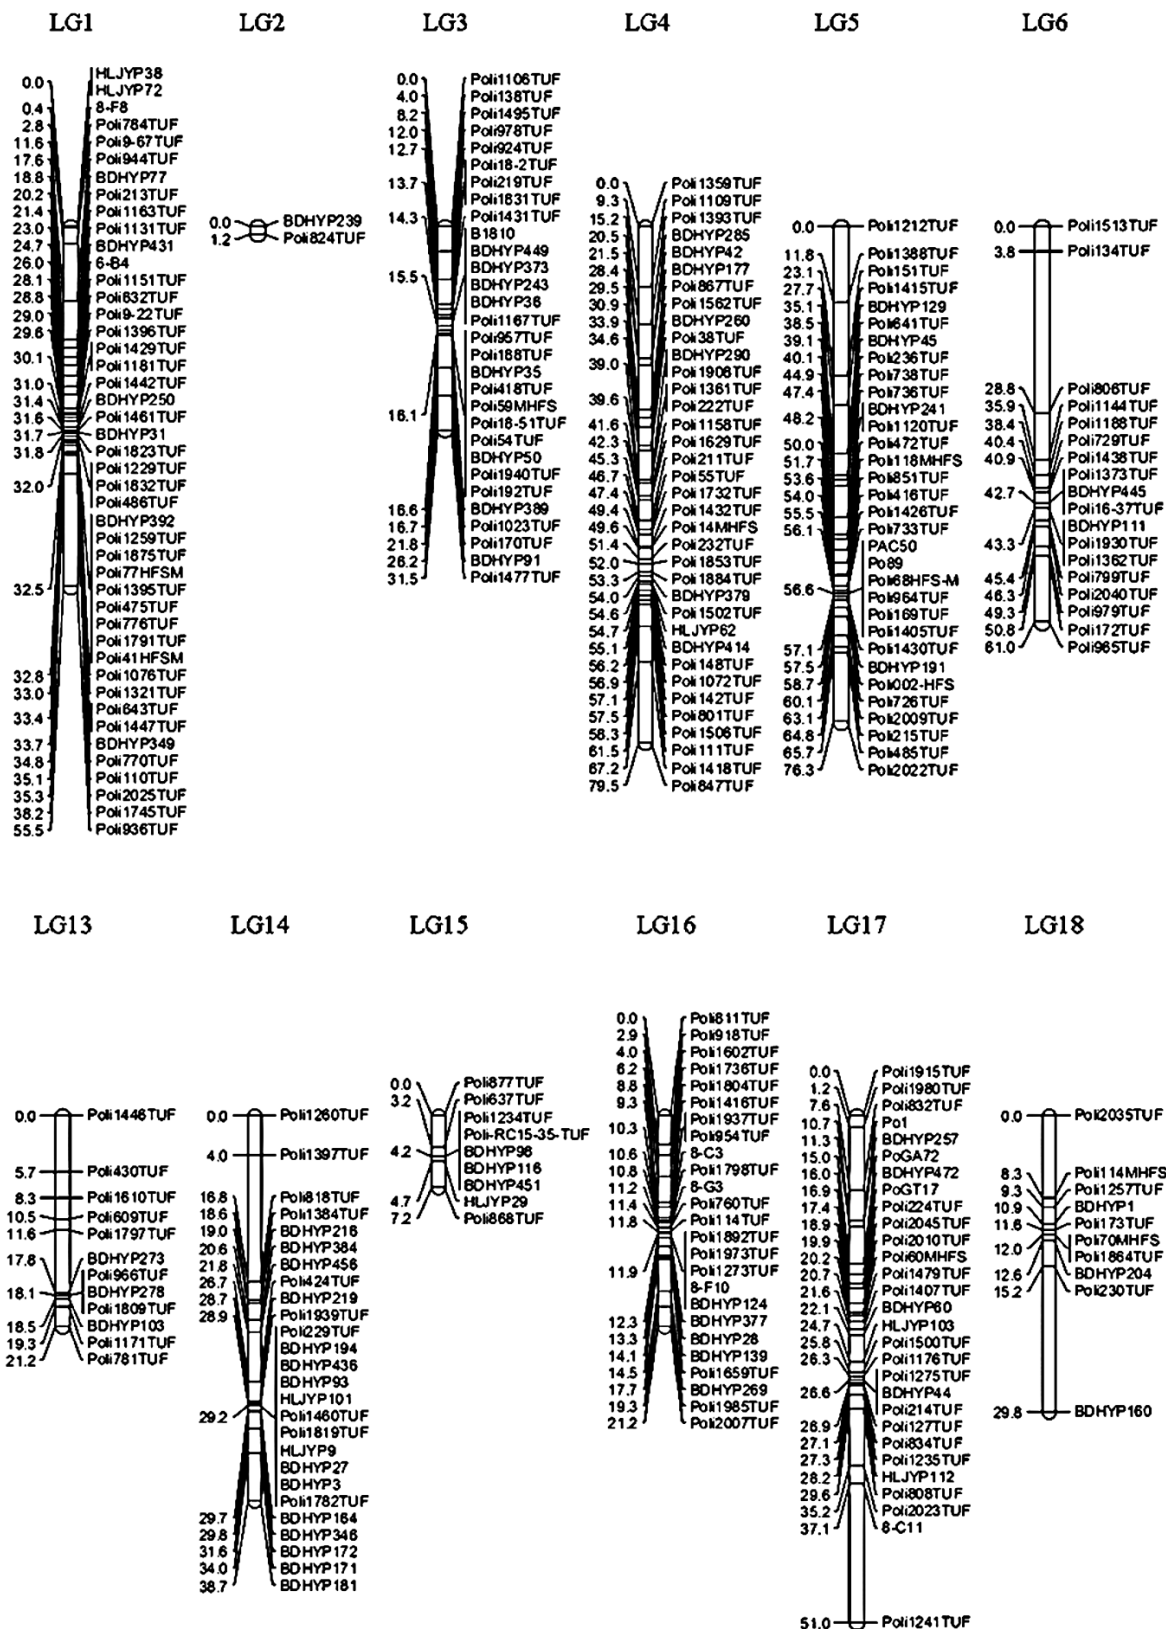 LG1
0.0 HLJYP38
HLJYP72
0.4 8-F8
2.8 Poli784TUF
11.6 Poli9-67TUF
17.6 Poli944TUF
18.8 BDHYP77
20.2 Poli213TUF
21.4 Poli1163TUF
23.0 Poli1131TUF
24.7 BDHYP431
26.0 6-B4
28.1 Poli1151TUF
28.8 Poli632TUF
29.0 Poli9-22TUF
29.6 Poli1396TUF
30.1 Poli1429TUF
Poli1181TUF
31.0 Poli1442TUF
31.4 BDHYP250
31.6 Poli1461TUF
31.7 BDHYP31
31.8 Poli1823TUF
Poli1229TUF
32.0 Poli1832TUF
Poli486TUF
BDHYP392
Poli1259TUF
Poli1875TUF
Poli77HFSM
32.5 Poli1395TUF
Poli475TUF
Poli776TUF
Poli1791TUF
Poli41HFSM
32.8 Poli1076TUF
33.0 Poli1321TUF
33.4 Poli643TUF
Poli1447TUF
33.7 BDHYP349
34.8 Poli770TUF
35.1 Poli110TUF
35.3 Poli2025TUF
38.2 Poli1745TUF
55.5 Poli936TUF
LG2
0.0 BDHYP239
1.2 Poli824TUF
LG3
0.0 Poli1106TUF
4.0 Poli138TUF
8.2 Poli1495TUF
12.0 Poli978TUF
12.7 Poli924TUF
Poli18-2TUF
13.7 Poli219TUF
Poli1831TUF
14.3 Poli1431TUF
B1810
BDHYP449
15.5 BDHYP373
BDHYP243
BDHYP36
Poli1167TUF
Poli957TUF
Poli188TUF
BDHYP35
Poli418TUF
16.1 Poli59MHFS
Poli18-51TUF
Poli54TUF
BDHYP50
Poli1940TUF
Poli192TUF
16.6 BDHYP389
16.7 Poli1023TUF
21.8 Poli170TUF
26.2 BDHYP91
31.5 Poli1477TUF
LG4
0.0 Poli1359TUF
9.3 Poli1109TUF
15.2 Poli1393TUF
20.5 BDHYP285
21.5 BDHYP42
28.4 BDHYP177
29.5 Poli867TUF
30.9 Poli1562TUF
33.9 BDHYP260
34.6 Poli38TUF
39.0 BDHYP290
Poli1906TUF
39.6 Poli1361TUF
Poli222TUF
41.6 Poli1158TUF
42.3 Poli1629TUF
45.3 Poli211TUF
46.7 Poli55TUF
47.4 Poli1732TUF
49.4 Poli1432TUF
49.6 Poli14MHFS
51.4 Poli232TUF
52.0 Poli1853TUF
53.3 Poli1884TUF
54.0 BDHYP379
54.6 Poli1502TUF
54.7 HLJYP62
55.1 BDHYP414
56.2 Poli148TUF
56.9 Poli1072TUF
57.1 Poli142TUF
57.5 Poli801TUF
58.3 Poli1506TUF
61.5 Poli111TUF
67.2 Poli1418TUF
79.5 Poli847TUF
LG5
0.0 Poli1212TUF
11.8 Poli1388TUF
23.1 Poli151TUF
27.7 Poli1415TUF
35.1 BDHYP129
38.5 Poli641TUF
39.1 BDHYP45
40.1 Poli236TUF
44.9 Poli738TUF
47.4 Poli736TUF
48.2 BDHYP241
Poli1120TUF
50.0 Poli472TUF
51.7 Poli118MHFS
53.6 Poli851TUF
54.0 Poli416TUF
55.5 Poli1426TUF
56.1 Poli733TUF
PAC50
Po89
56.6 Poli68HFS-M
Poli964TUF
Poli169TUF
Poli1405TUF
57.1 Poli1430TUF
57.5 BDHYP191
58.7 Poli002-HFS
60.1 Poli726TUF
63.1 Poli2009TUF
64.8 Poli215TUF
65.7 Poli485TUF
76.3 Poli2022TUF
LG6
0.0 Poli1513TUF
3.8 Poli134TUF
28.8 Poli806TUF
35.9 Poli1144TUF
38.4 Poli1188TUF
40.4 Poli729TUF
40.9 Poli1438TUF
Poli1373TUF
42.7 BDHYP445
Poli16-37TUF
BDHYP111
43.3 Poli1930TUF
Poli1362TUF
45.4 Poli799TUF
46.3 Poli2040TUF
49.3 Poli979TUF
50.8 Poli172TUF
61.0 Poli965TUF
LG13
0.0 Poli1446TUF
5.7 Poli430TUF
8.3 Poli1610TUF
10.5 Poli609TUF
11.6 Poli1797TUF
17.8 BDHYP273
Poli966TUF
18.1 BDHYP278
Poli1809TUF
18.5 BDHYP103
19.3 Poli1171TUF
21.2 Poli781TUF
LG14
0.0 Poli1260TUF
4.0 Poli1397TUF
16.8 Poli818TUF
18.6 Poli1384TUF
19.0 BDHYP218
20.6 BDHYP384
21.8 BDHYP456
26.7 Poli424TUF
28.7 BDHYP219
28.9 Poli1939TUF
Poli229TUF
BDHYP194
BDHYP436
BDHYP93
HLJYP101
29.2 Poli1460TUF
Poli1819TUF
HLJYP9
BDHYP27
BDHYP3
Poli1782TUF
29.7 BDHYP164
29.8 BDHYP346
31.6 BDHYP172
34.0 BDHYP171
38.7 BDHYP181
LG15
0.0 Poli877TUF
3.2 Poli637TUF
Poli1234TUF
Poli-RC15-35-TUF
4.2 BDHYP98
BDHYP116
BDHYP451
4.7 HLJYP29
7.2 Poli868TUF
LG16
0.0 Poli811TUF
2.9 Poli918TUF
4.0 Poli1602TUF
6.2 Poli1736TUF
8.8 Poli1804TUF
9.3 Poli1416TUF
10.3 Poli1937TUF
Poli954TUF
10.6 8-C3
10.8 Poli1798TUF
11.2 8-G3
11.4 Poli760TUF
11.8 Poli114TUF
Poli1892TUF
Poli1973TUF
11.9 Poli1273TUF
8-F10
BDHYP124
12.3 BDHYP377
13.3 BDHYP28
14.1 BDHYP139
14.5 Poli1659TUF
17.7 BDHYP269
19.3 Poli1985TUF
21.2 Poli2007TUF
LG17
0.0 Poli1915TUF
1.2 Poli1980TUF
7.6 Poli832TUF
10.7 Po1
11.3 BDHYP257
15.0 PoGA72
16.0 BDHYP472
16.9 PoGT17
17.4 Poli224TUF
18.9 Poli2045TUF
19.9 Poli2010TUF
20.2 Poli60MHFS
20.7 Poli1479TUF
21.6 Poli1407TUF
22.1 BDHYP60
24.7 HLJYP103
25.8 Poli1500TUF
26.3 Poli1176TUF
Poli1275TUF
26.6 BDHYP44
Poli214TUF
26.9 Poli127TUF
27.1 Poli834TUF
27.3 Poli1235TUF
28.2 HLJYP112
29.6 Poli808TUF
35.2 Poli2023TUF
37.1 8-C11
51.0 Poli1241TUF
LG18
0.0 Poli2035TUF
8.3 Poli114MHFS
9.3 Poli1257TUF
10.9 BDHYP1
11.6 Poli173TUF
12.0 Poli70MHFS
Poli1864TUF
12.6 BDHYP204
15.2 Poli230TUF
29.8 BDHYP160